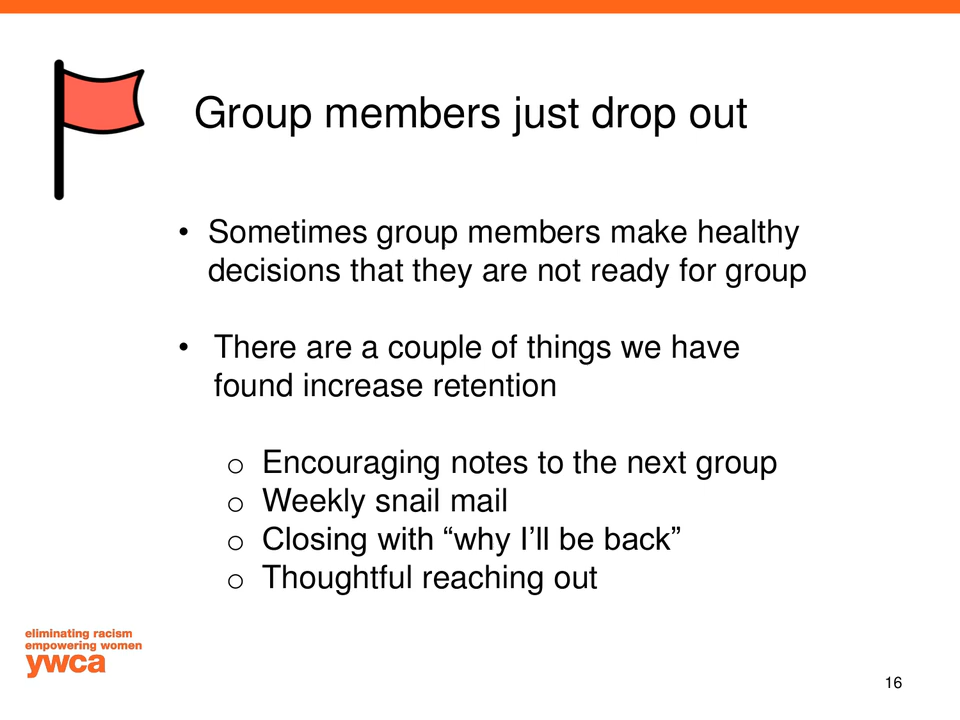 Group members just drop out
• Sometimes group members make healthy
decisions that they are not ready for group
• There are a couple of things we have
found increase retention
o Encouraging notes to the next group
o Weekly snail mail
o Closing with “why I’ll be back”
o Thoughtful reaching out
eliminating racism
empowering women
ywca
16